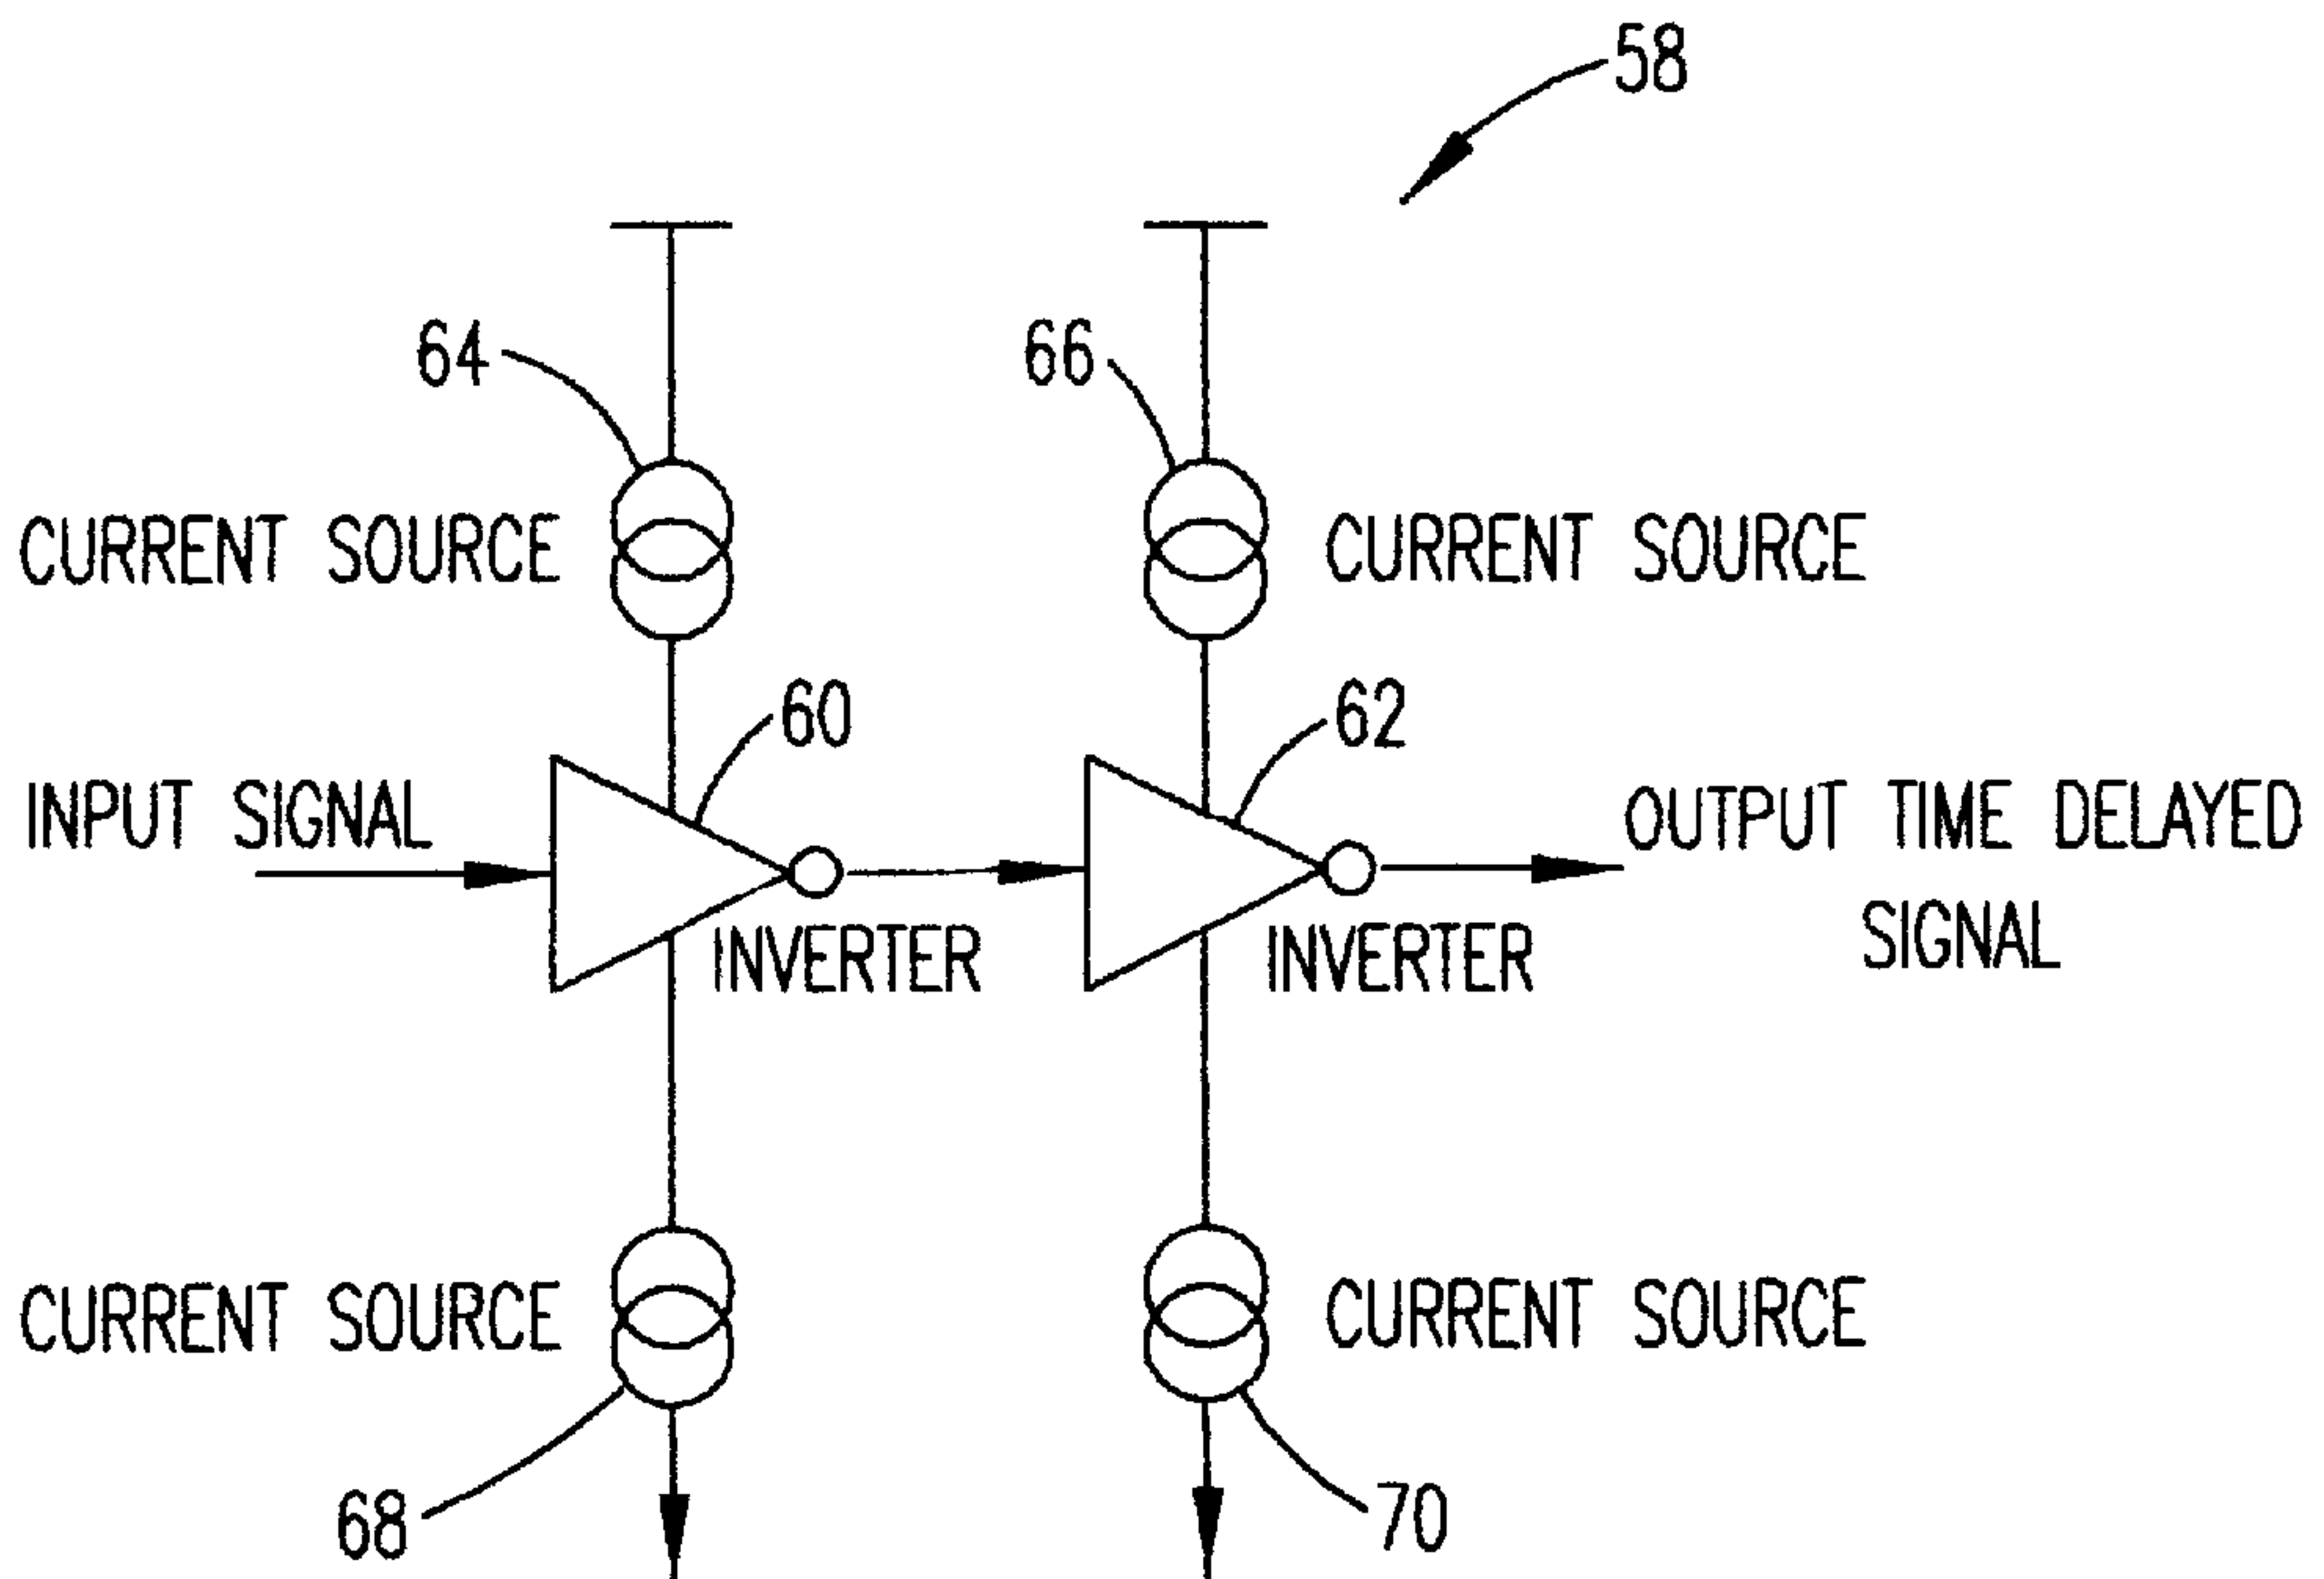 58
64
66
CURRENT SOURCE
CURRENT SOURCE
60
62
INPUT SIGNAL
OUTPUT TIME DELAYED
SIGNAL
INVERTER
INVERTER
CURRENT SOURCE
CURRENT SOURCE
68
70